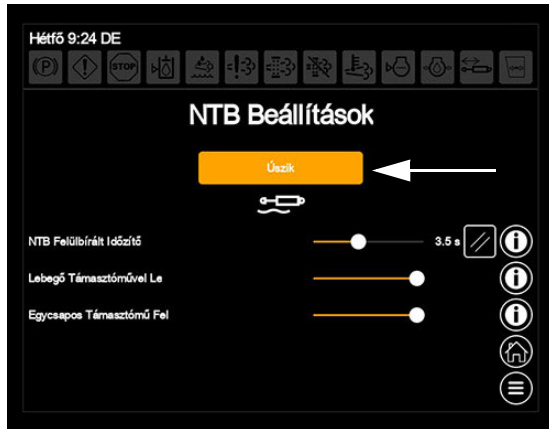 Hétfő 9:24 DE
(P) STOP
NTB Beállítások
Úszik
NTB Felülbírált Időzítő 3.5 s
Lebegő Támasztóművel Le
Egycsapos Támasztómű Fel